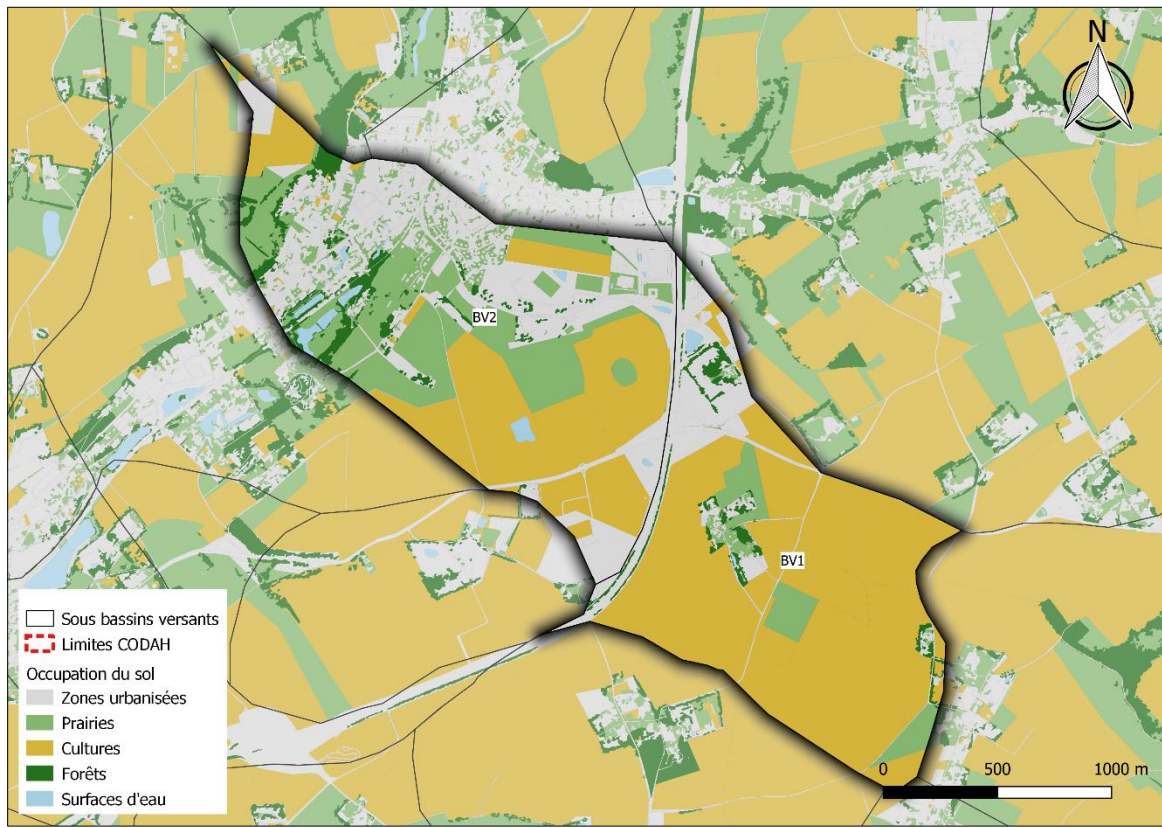 N
BV2
BV1
Sous bassins versants
Limites CODAH
Occupation du sol
Zones urbanisées
Prairies
Cultures
Forêts
Surfaces d'eau
0 500 1000 m